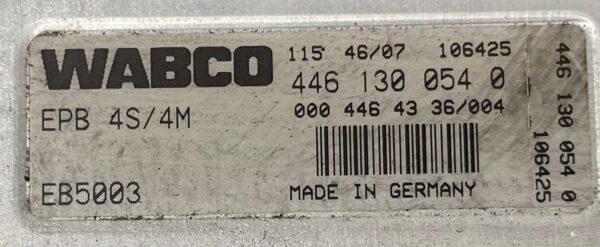 WABCO
EPB 4S/4M
EB5003
115 46/07 106425
446 130 054 0
000 446 43 36/004
MADE IN GERMANY
446 130 054 0
106425